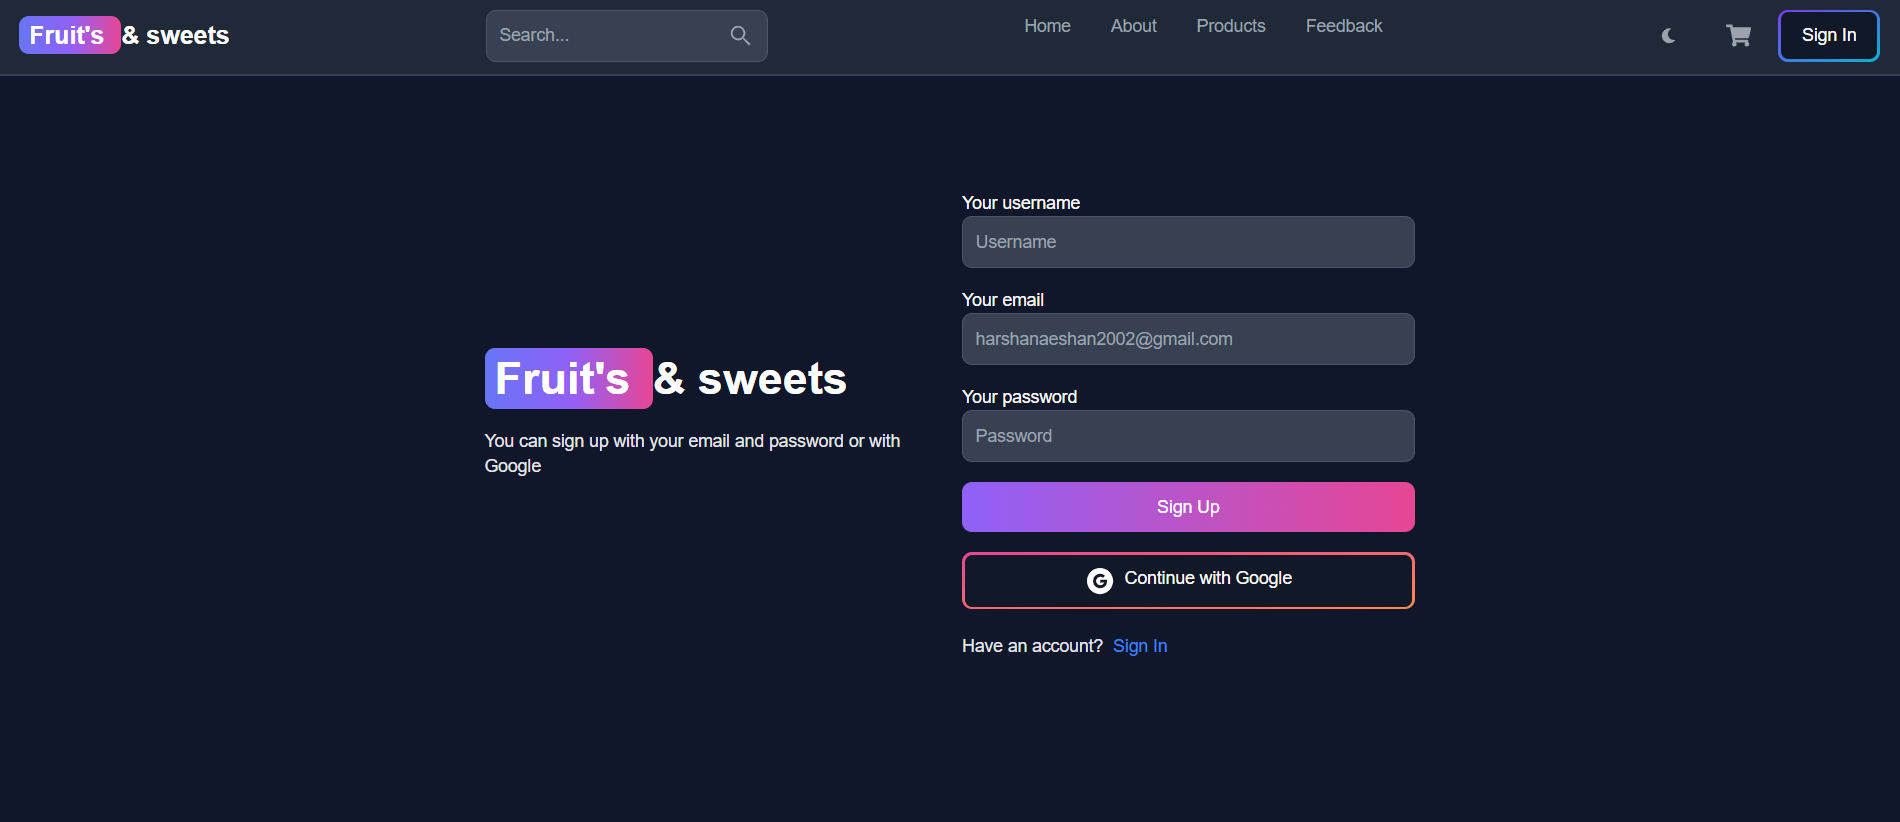 Fruit's & sweets
Search...
Home
About
Products
Feedback
Sign In
Fruit's & sweets
You can sign up with your email and password or with
Google
Your username
Username
Your email
harshanaeshan2002@gmail.com
Your password
Password
Sign Up
Continue with Google
Have an account? Sign In